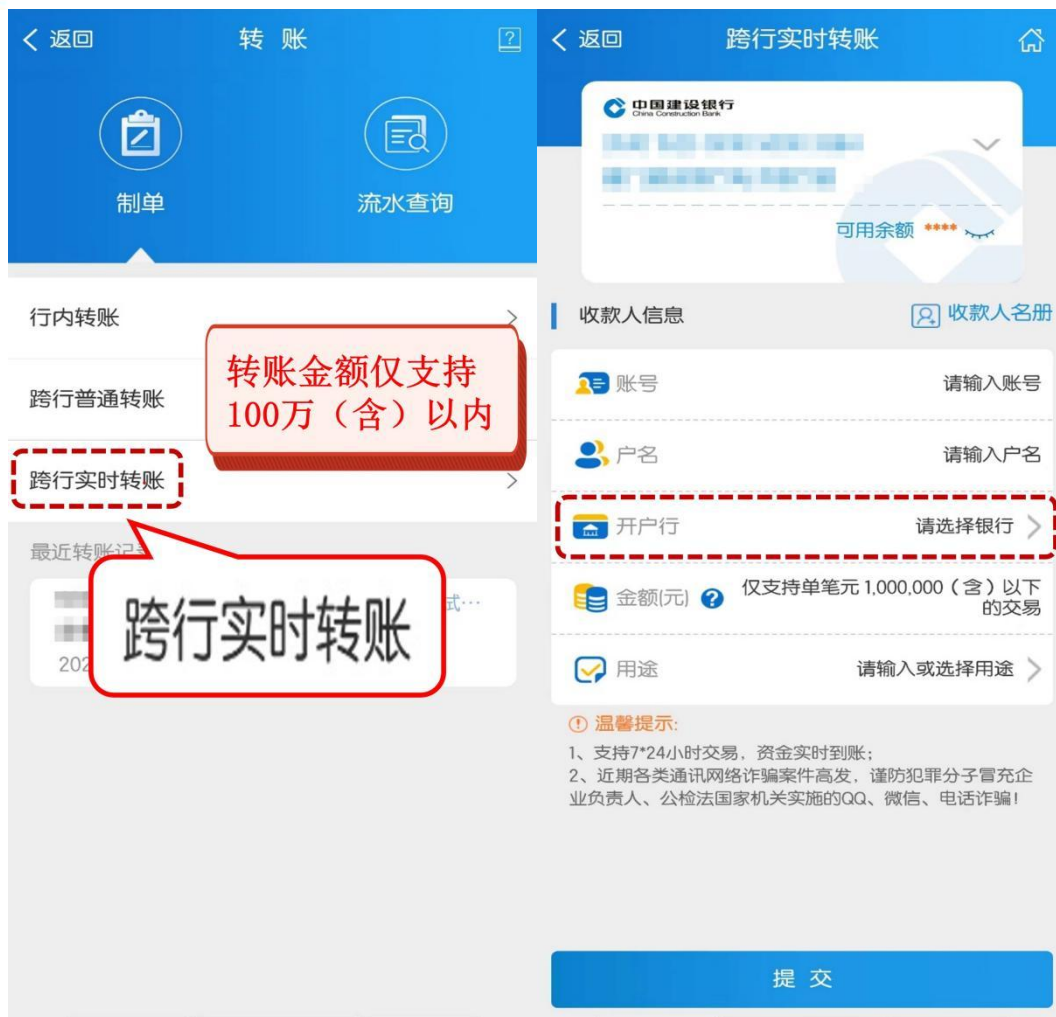 返回
转 账
制单
流水查询
行内转账
转账金额仅支持
100万（含）以内
跨行普通转账
跨行实时转账
最近转账记
跨行实时转账
试…
202
返回
跨行实时转账
中国建设银行
China Construction Bank
可用余额 ****
收款人信息
收款人名册
账号
请输入账号
户名
请输入户名
开户行
请选择银行
金额(元)
仅支持单笔元 1,000,000（含）以下
的交易
用途
请输入或选择用途
温馨提示:
1、支持7*24小时交易，资金实时到账；
2、近期各类通讯网络诈骗案件高发，谨防犯罪分子冒充企
业负责人、公检法国家机关实施的QQ、微信、电话诈骗！
提 交